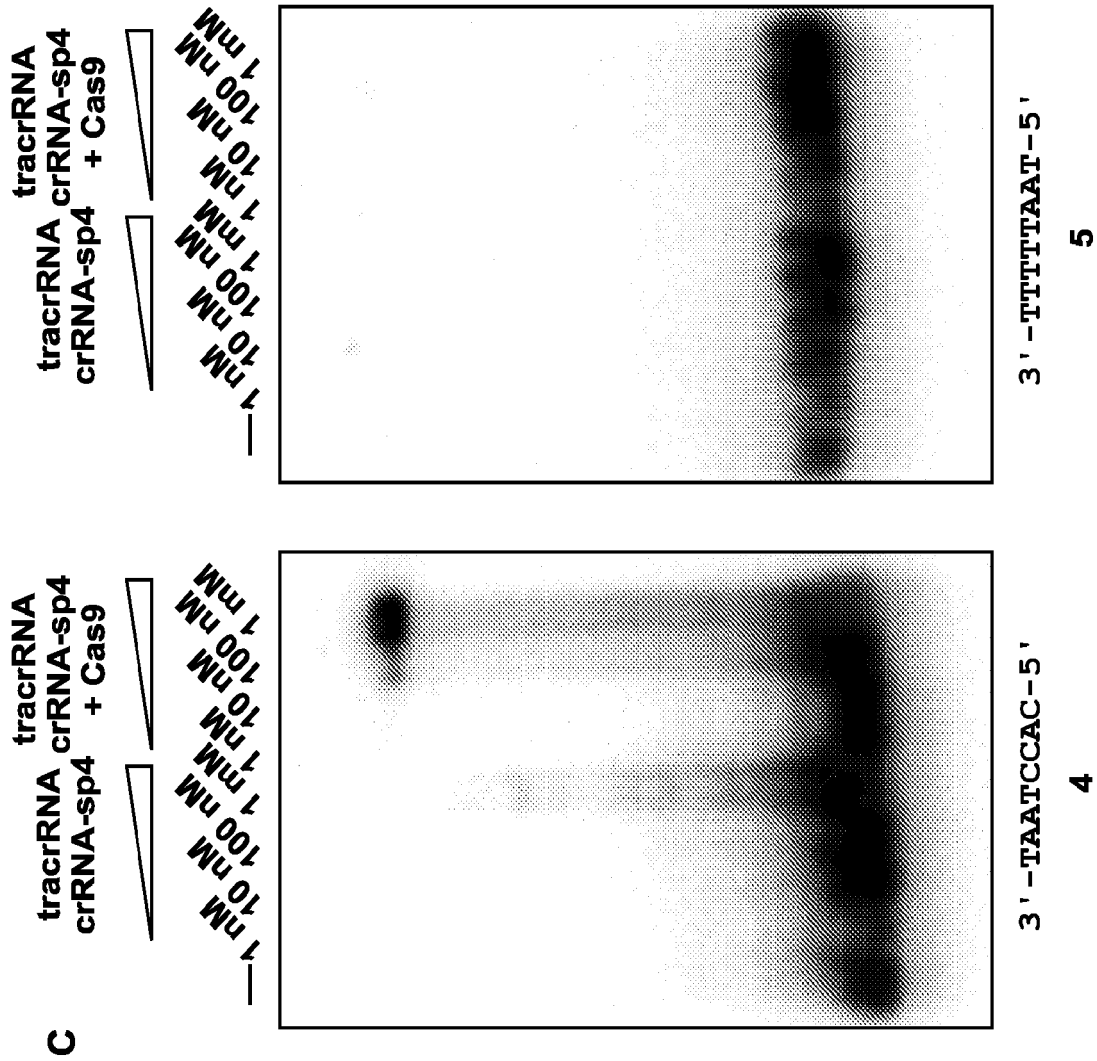 C
tracrRNA
crRNA-sp4
tracrRNA
crRNA-sp4
+ Cas9
— 1 nM 10 nM 100 nM 1 mM 1 nM 10 nM 100 nM 1 mM
3'-TAATCCAC-5'
4
tracrRNA
crRNA-sp4
tracrRNA
crRNA-sp4
+ Cas9
— 1 nM 10 nM 100 nM 1 mM 1 nM 10 nM 100 nM 1 mM
3'-TTTTTAAT-5'
5